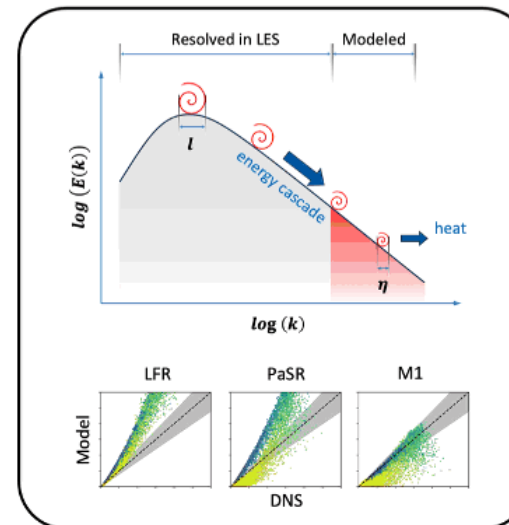 Resolved in LES Modeled
log (E(k))
l
energy cascade
heat
η
log (k)
LFR PaSR M1
Model
DNS